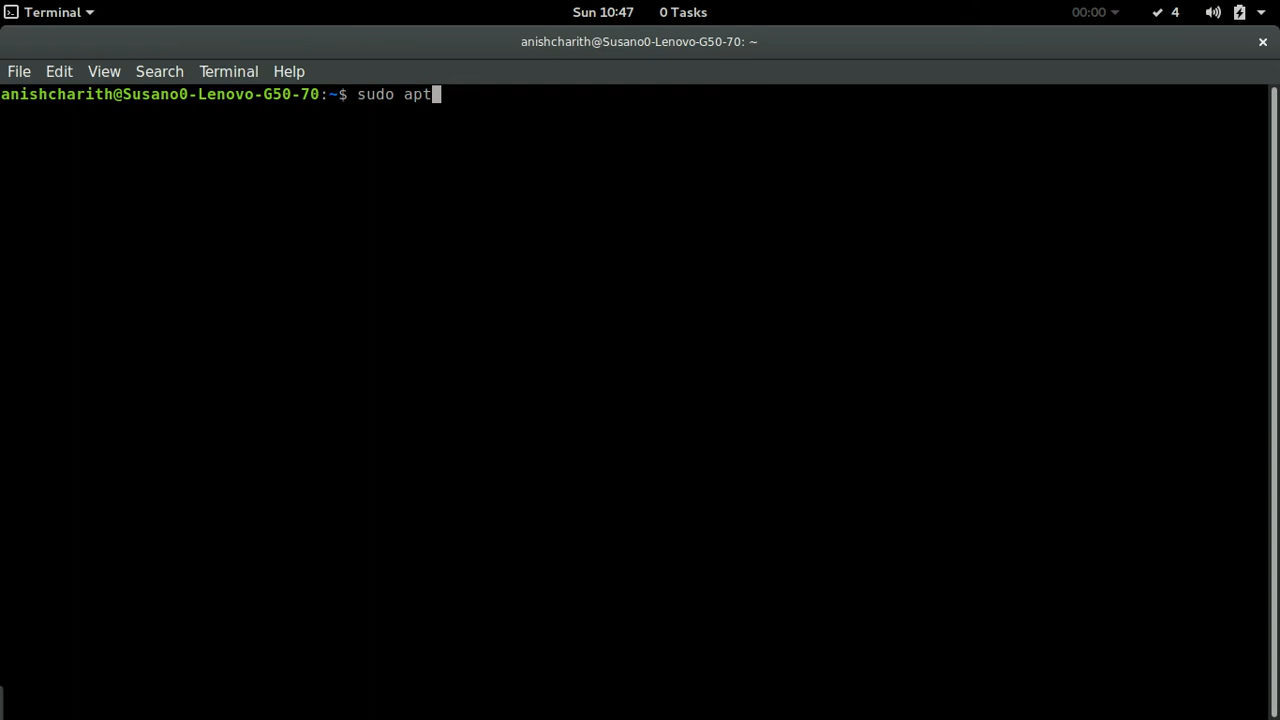 Terminal Sun 10:47 0 Tasks 00:00 4
anishcharith@Susano0-Lenovo-G50-70: ~
File Edit View Search Terminal Help
anishcharith@Susano0-Lenovo-G50-70:~$ sudo apt